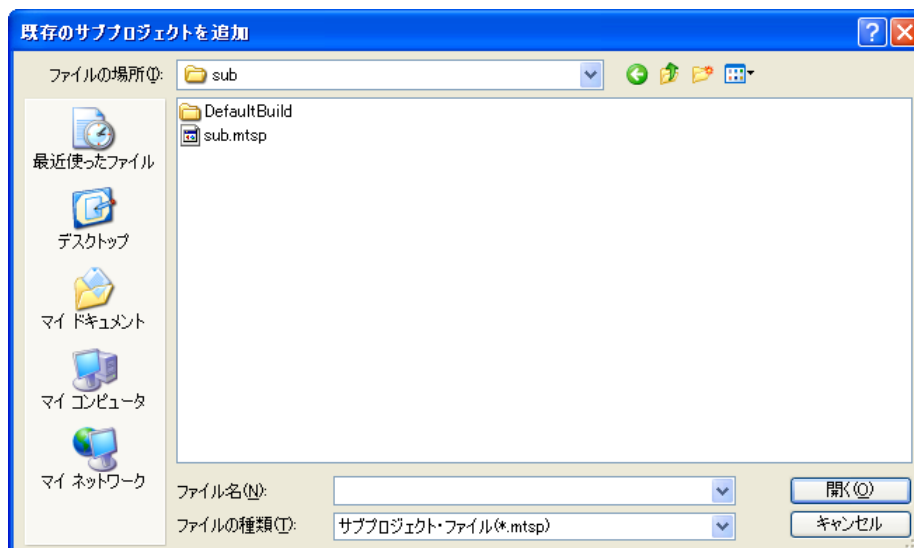 既存のサブプロジェクトを追加
ファイルの場所(I):
sub
DefaultBuild
sub.mtsp
最近使ったファイル
デスクトップ
マイ ドキュメント
マイ コンピュータ
マイ ネットワーク
ファイル名(N):
開く(O)
ファイルの種類(T):
サブプロジェクト・ファイル(*.mtsp)
キャンセル